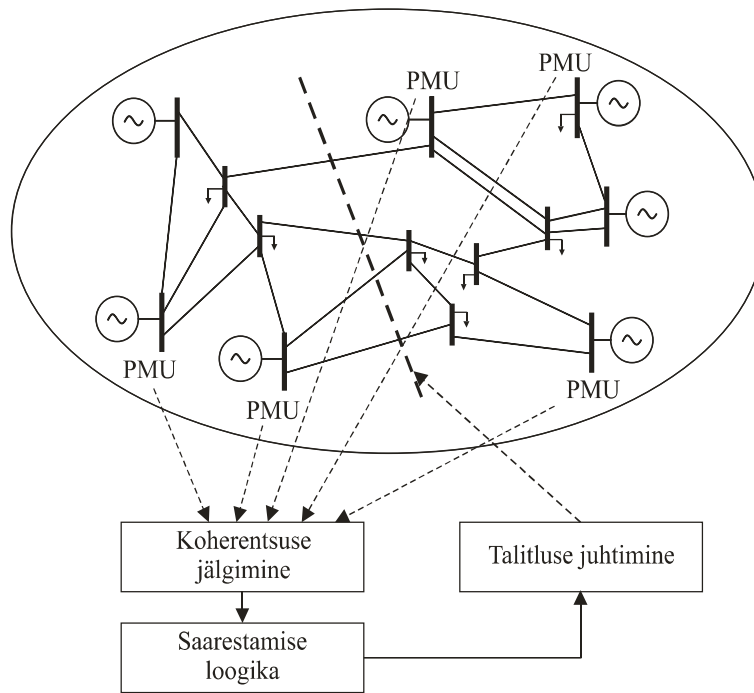 PMU
PMU
PMU
PMU
PMU
Koherentsuse
jälgimine
Talitluse juhtimine
Saarestamise
loogika